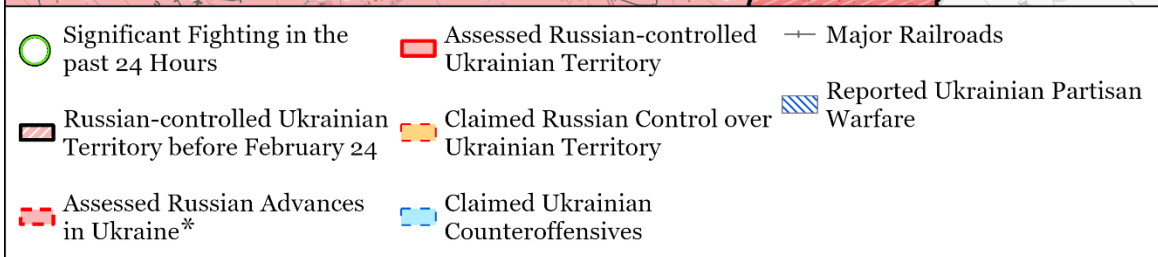 Significant Fighting in the
past 24 Hours
Russian-controlled Ukrainian
Territory before February 24
Assessed Russian Advances
in Ukraine*
Assessed Russian-controlled
Ukrainian Territory
Claimed Russian Control over
Ukrainian Territory
Claimed Ukrainian
Counteroffensives
Major Railroads
Reported Ukrainian Partisan
Warfare